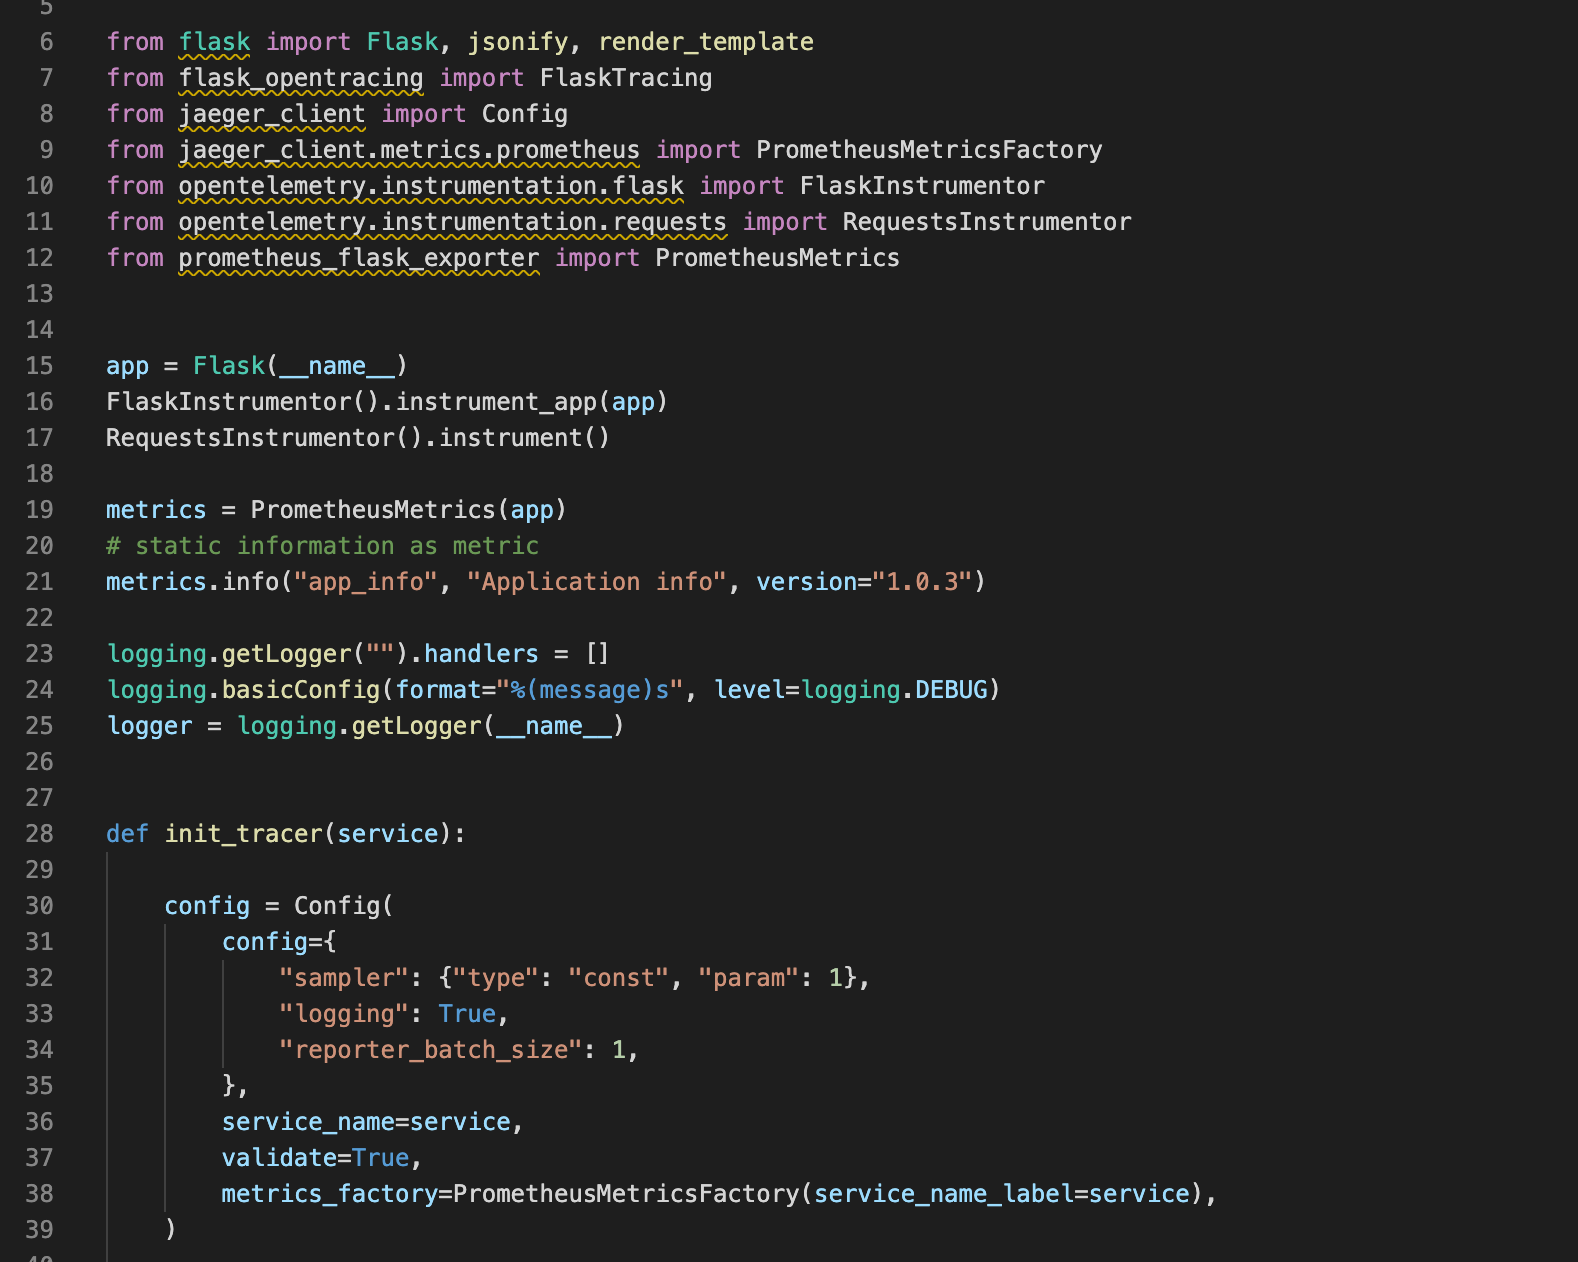 5
6 from flask import Flask, jsonify, render_template
7 from flask_opentracing import FlaskTracing
8 from jaeger_client import Config
9 from jaeger_client.metrics.prometheus import PrometheusMetricsFactory
10 from opentelemetry.instrumentation.flask import FlaskInstrumentor
11 from opentelemetry.instrumentation.requests import RequestsInstrumentor
12 from prometheus_flask_exporter import PrometheusMetrics
13
14
15 app = Flask(__name__)
16 FlaskInstrumentor().instrument_app(app)
17 RequestsInstrumentor().instrument()
18
19 metrics = PrometheusMetrics(app)
20 # static information as metric
21 metrics.info("app_info", "Application info", version="1.0.3")
22
23 logging.getLogger("").handlers = []
24 logging.basicConfig(format="%(message)s", level=logging.DEBUG)
25 logger = logging.getLogger(__name__)
26
27
28 def init_tracer(service):
29
30     config = Config(
31         config={
32             "sampler": {"type": "const", "param": 1},
33             "logging": True,
34             "reporter_batch_size": 1,
35         },
36         service_name=service,
37         validate=True,
38         metrics_factory=PrometheusMetricsFactory(service_name_label=service),
39     )
40